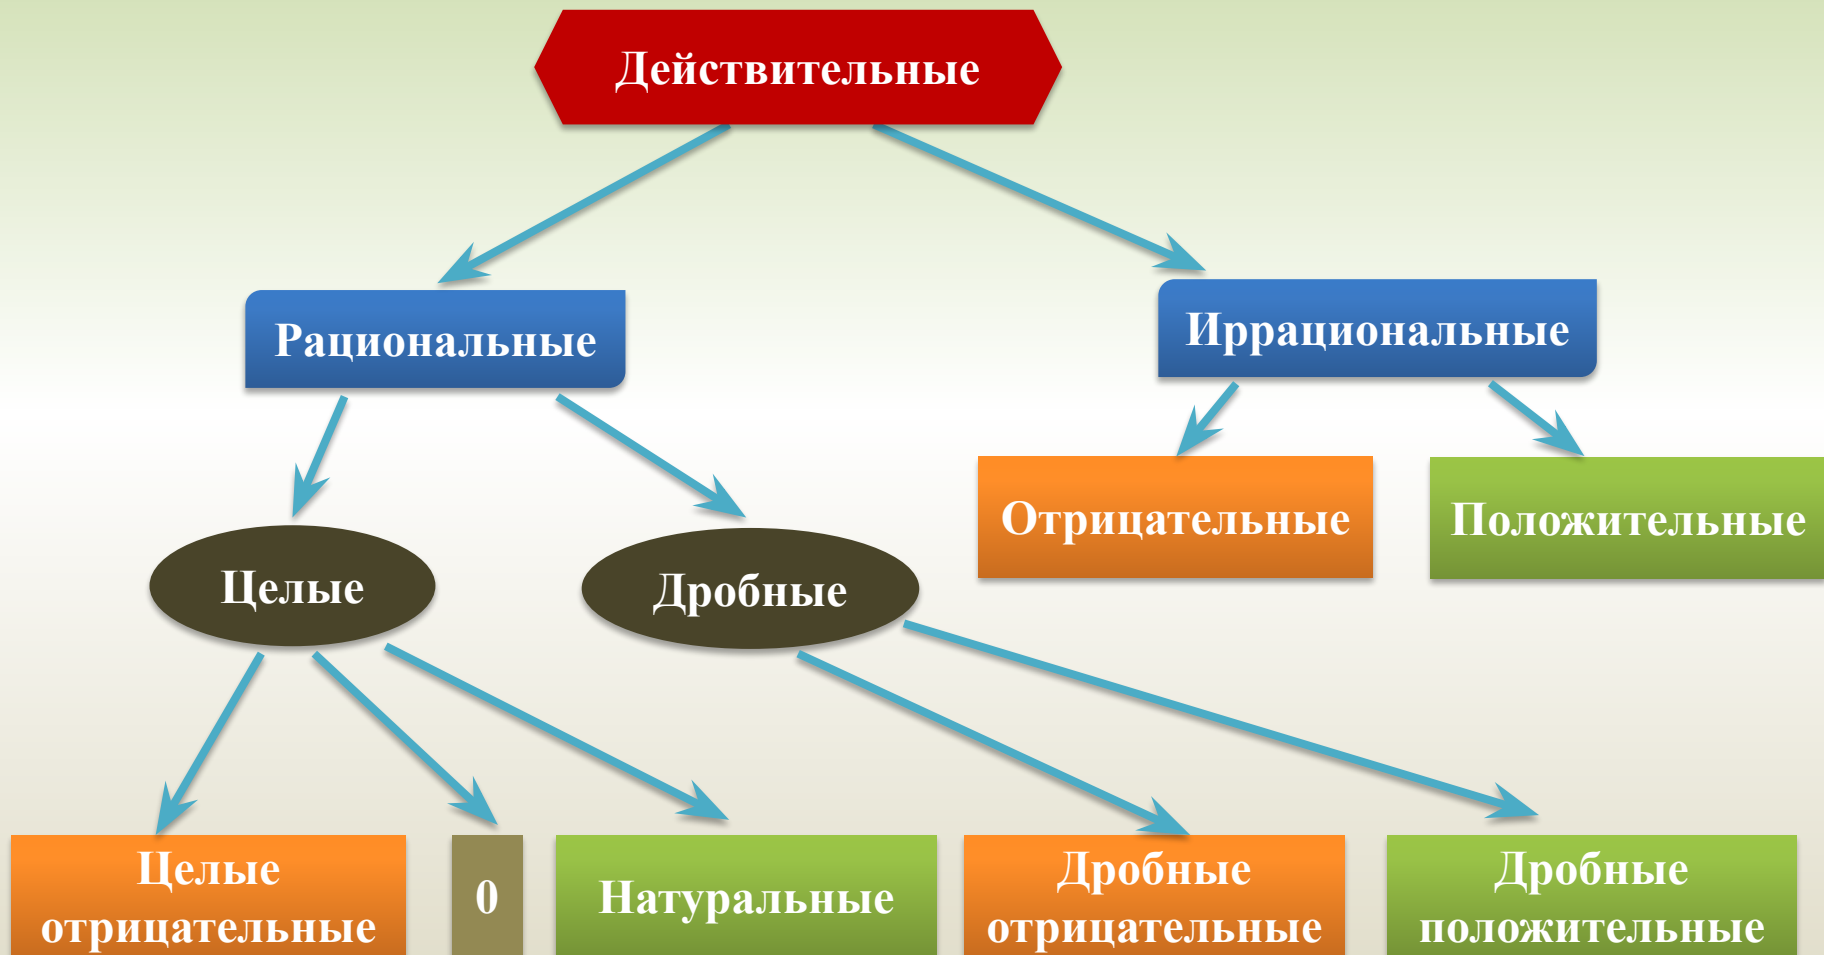 Действительные
Рациональные
Иррациональные
Отрицательные
Положительные
Целые
Дробные
Целые
отрицательные
0
Натуральные
Дробные
отрицательные
Дробные
положительные